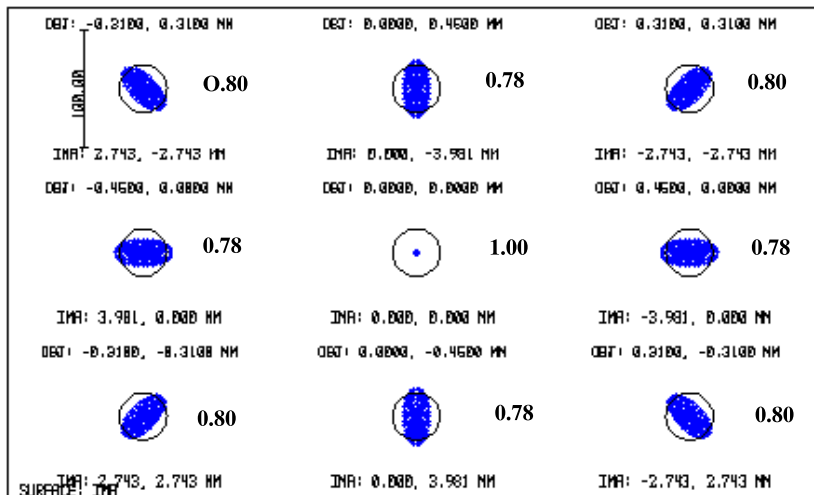 OBJ: -0.3100, 0.3100 MM OBJ: 0.0000, 0.4500 MM OBJ: 0.3100, 0.3100 MM
100.00
O.80 0.78 0.80
IMA: 2.743, -2.743 MM IMA: 0.000, -3.981 MM IMA: -2.743, -2.743 MM
OBJ: -0.4500, 0.0000 MM OBJ: 0.0000, 0.0000 MM OBJ: 0.4500, 0.0000 MM
0.78 1.00 0.78
IMA: 3.981, 0.000 MM IMA: 0.000, 0.000 MM IMA: -3.981, 0.000 MM
OBJ: -0.3100, -0.3100 MM OBJ: 0.0000, -0.4500 MM OBJ: 0.3100, -0.3100 MM
0.80 0.78 0.80
IMA: 2.743, 2.743 MM IMA: 0.000, 3.981 MM IMA: -2.743, 2.743 MM
SURFACE: IMA